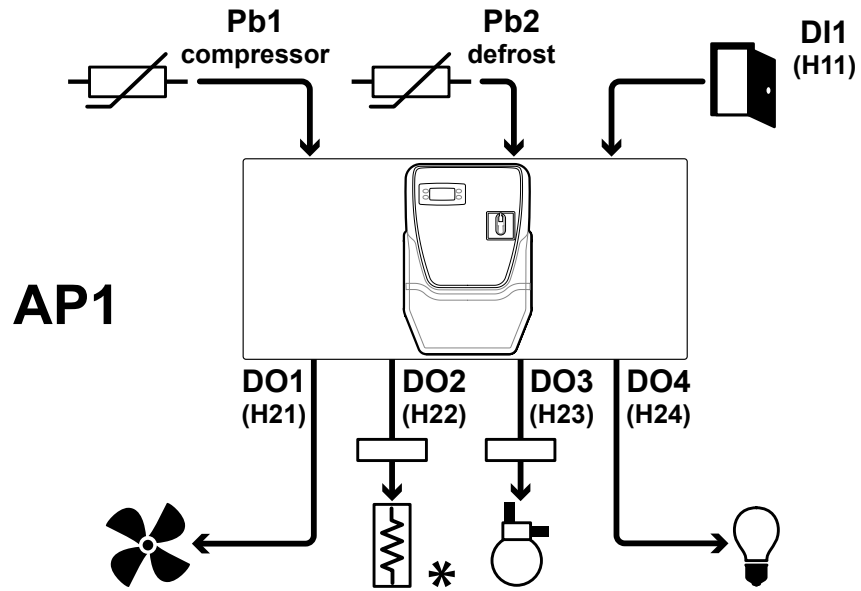 Pb1
compressor
Pb2
defrost
DI1
(H11)
AP1
DO1
(H21)
DO2
(H22)
DO3
(H23)
DO4
(H24)
*